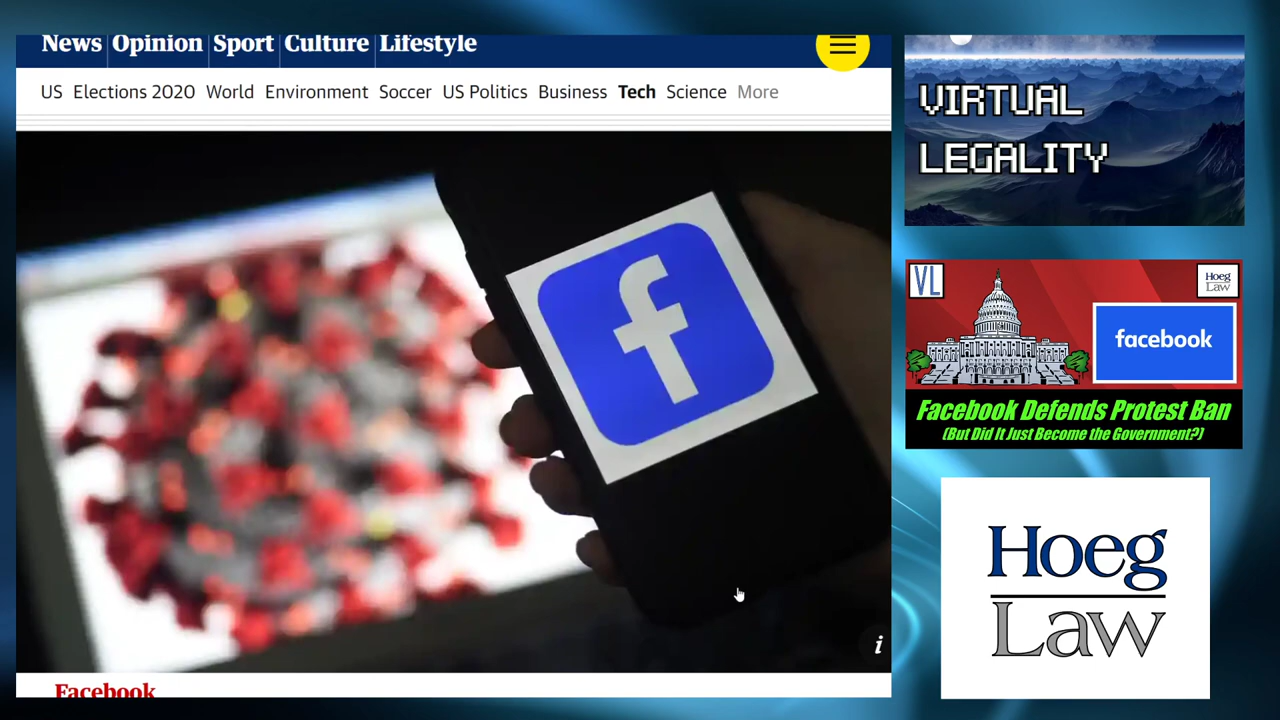 News Opinion Sport Culture Lifestyle
US Elections 2020 World Environment Soccer US Politics Business Tech Science More
f
i
Facebook
VIRTUAL
LEGALITY
VL
Hoeg
Law
facebook
Facebook Defends Protest Ban
(But Did It Just Become the Government?)
Hoeg
Law